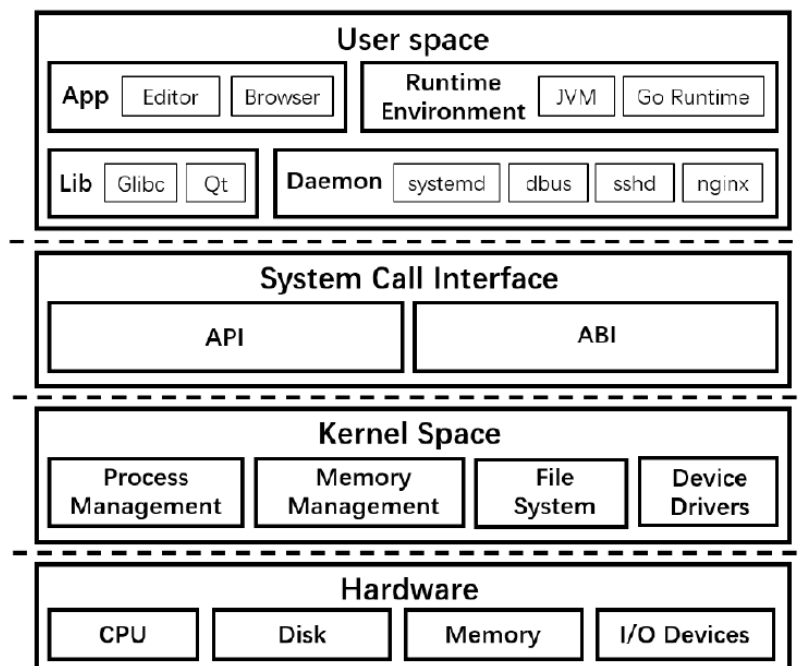 User space
App
Editor
Browser
Runtime
Environment
JVM
Go Runtime
Lib
Glibc
Qt
Daemon
systemd
dbus
sshd
nginx
System Call Interface
API
ABI
Kernel Space
Process
Management
Memory
Management
File
System
Device
Drivers
Hardware
CPU
Disk
Memory
I/O Devices